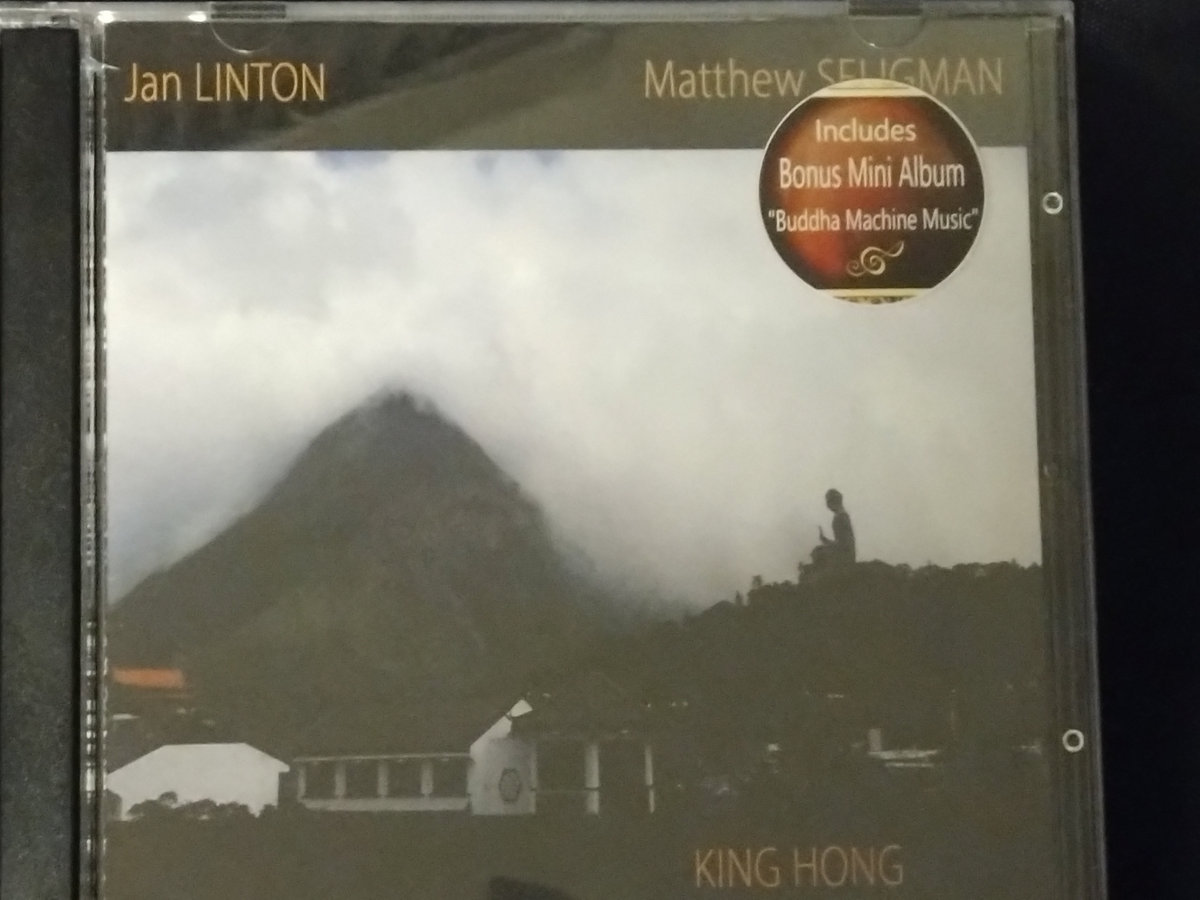 Jan LINTON
Matthew SELIGMAN
Includes
Bonus Mini Album
"Buddha Machine Music"
KING HONG